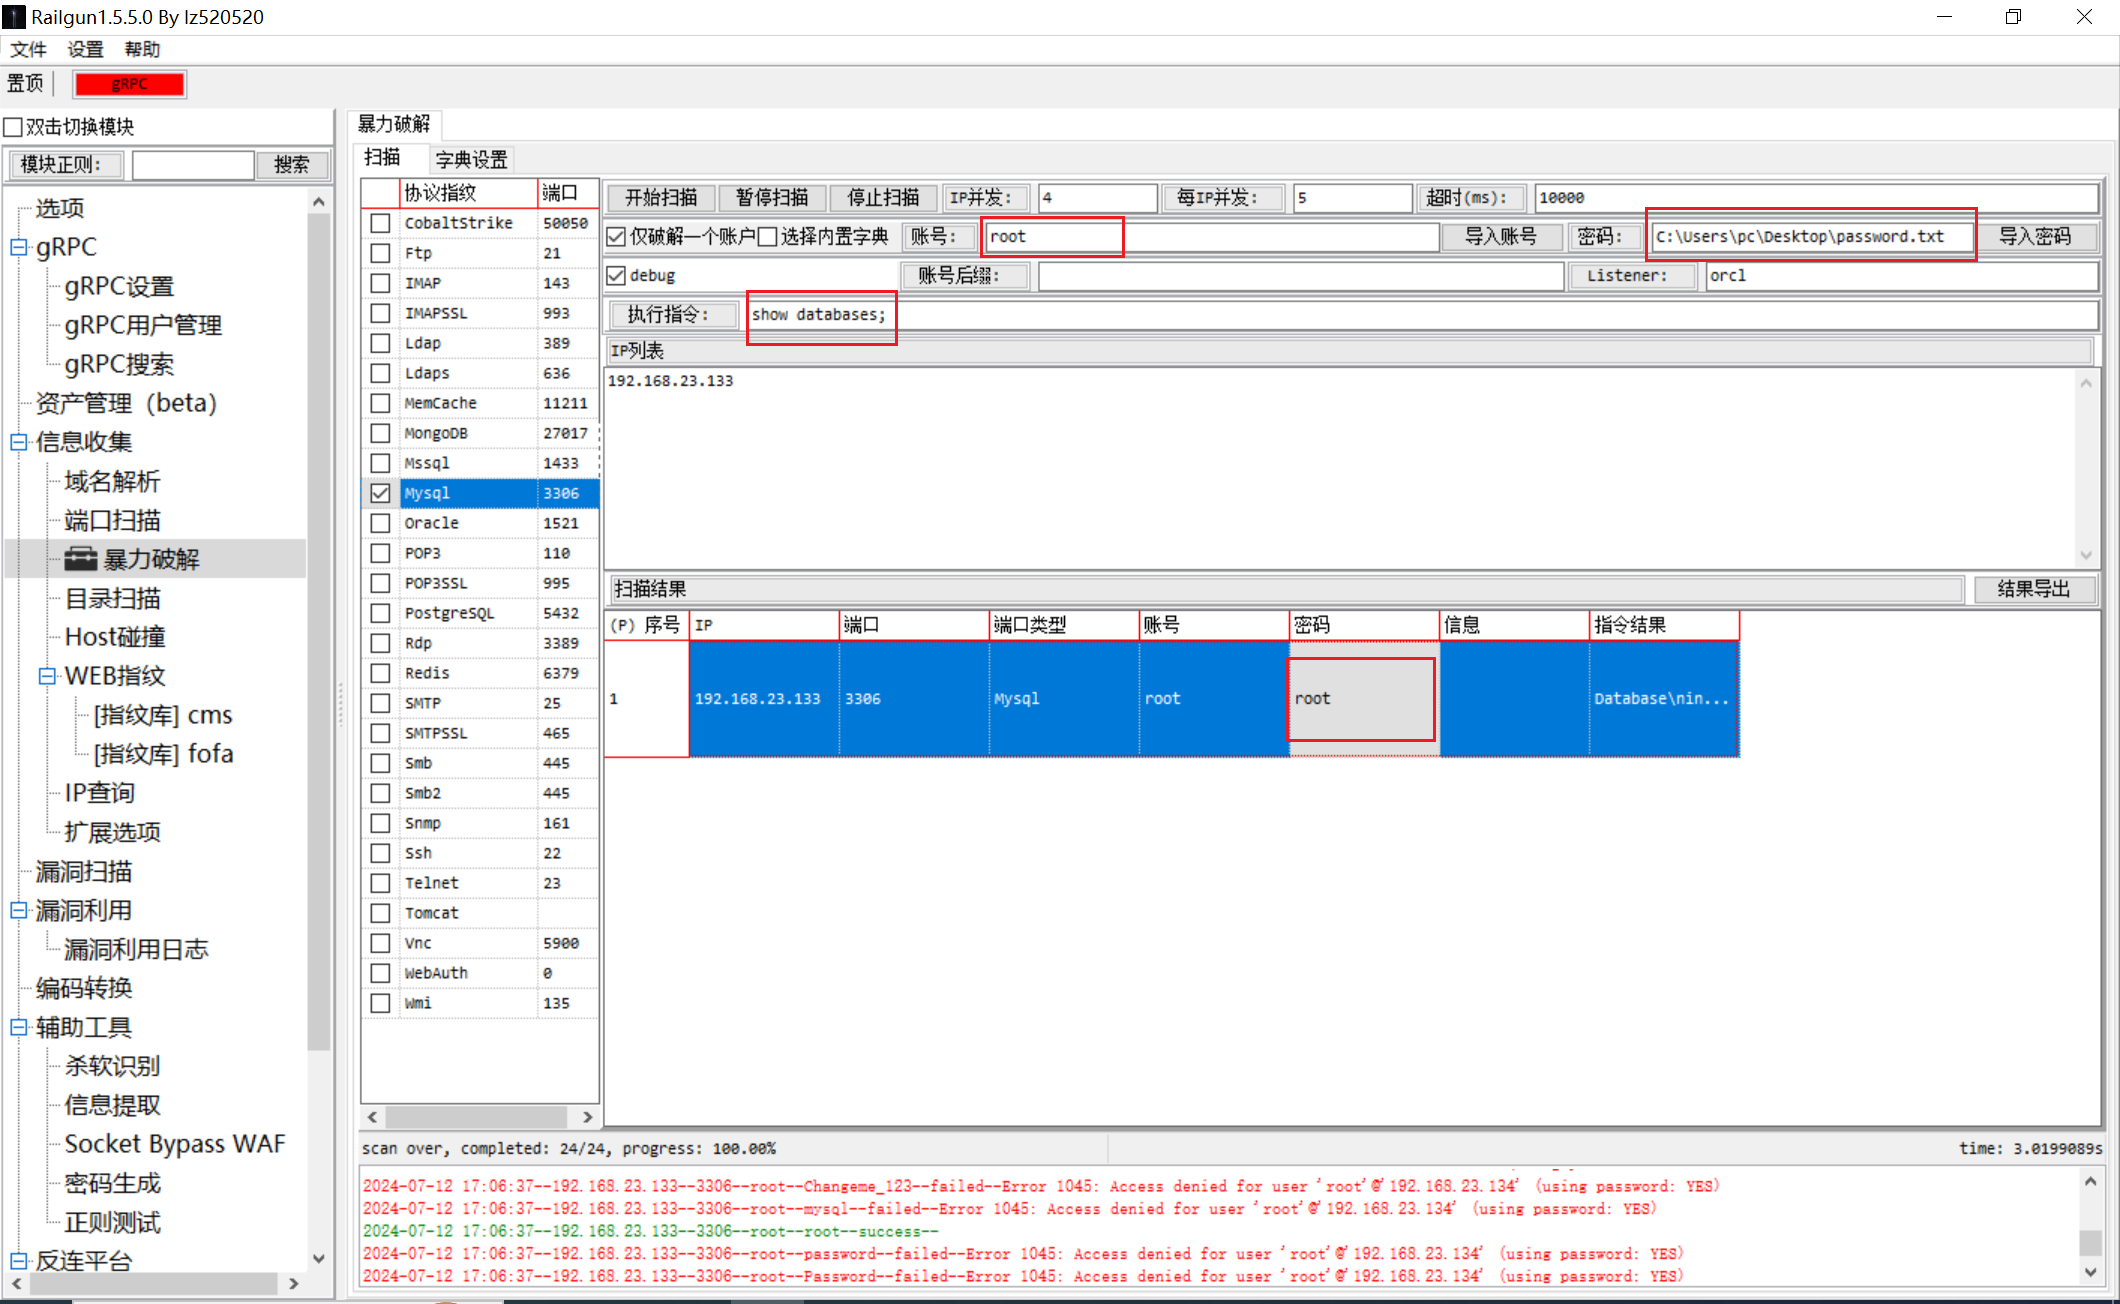 Railgun1.5.5.0 By lz520520
文件 设置 帮助
置顶 gRPC
双击切换模块
模块正则: 搜索
选项
gRPC
gRPC设置
gRPC用户管理
gRPC搜索
资产管理（beta）
信息收集
域名解析
端口扫描
暴力破解
目录扫描
Host碰撞
WEB指纹
[指纹库] cms
[指纹库] fofa
IP查询
扩展选项
漏洞扫描
漏洞利用
漏洞利用日志
编码转换
辅助工具
杀软识别
信息提取
Socket Bypass WAF
密码生成
正则测试
反连平台
暴力破解
扫描 字典设置
协议指纹 端口
CobaltStrike 50050
Ftp 21
IMAP 143
IMAPSSL 993
Ldap 389
Ldaps 636
MemCache 11211
MongoDB 27017
Mssql 1433
Mysql 3306
Oracle 1521
POP3 110
POP3SSL 995
PostgreSQL 5432
Rdp 3389
Redis 6379
SMTP 25
SMTPSSL 465
Smb 445
Smb2 445
Snmp 161
Ssh 22
Telnet 23
Tomcat
Vnc 5900
WebAuth 0
Wmi 135
开始扫描 暂停扫描 停止扫描 IP并发: 4 每IP并发: 5 超时(ms): 10000
仅破解一个账户 选择内置字典 账号: root 导入账号 密码: C:\Users\pc\Desktop\password.txt 导入密码
debug 账号后缀: Listener: orcl
执行指令: show databases;
IP列表
192.168.23.133
扫描结果 结果导出
(P) 序号 IP 端口 端口类型 账号 密码 信息 指令结果
1 192.168.23.133 3306 Mysql root root Database\nin...
scan over, completed: 24/24, progress: 100.00% time: 3.0199089s
2024-07-12 17:06:37--192.168.23.133--3306--root--Changeme_123--failed--Error 1045: Access denied for user 'root'@'192.168.23.134' (using password: YES)
2024-07-12 17:06:37--192.168.23.133--3306--root--mysql--failed--Error 1045: Access denied for user 'root'@'192.168.23.134' (using password: YES)
2024-07-12 17:06:37--192.168.23.133--3306--root--root--success--
2024-07-12 17:06:37--192.168.23.133--3306--root--password--failed--Error 1045: Access denied for user 'root'@'192.168.23.134' (using password: YES)
2024-07-12 17:06:37--192.168.23.133--3306--root--Password--failed--Error 1045: Access denied for user 'root'@'192.168.23.134' (using password: YES)